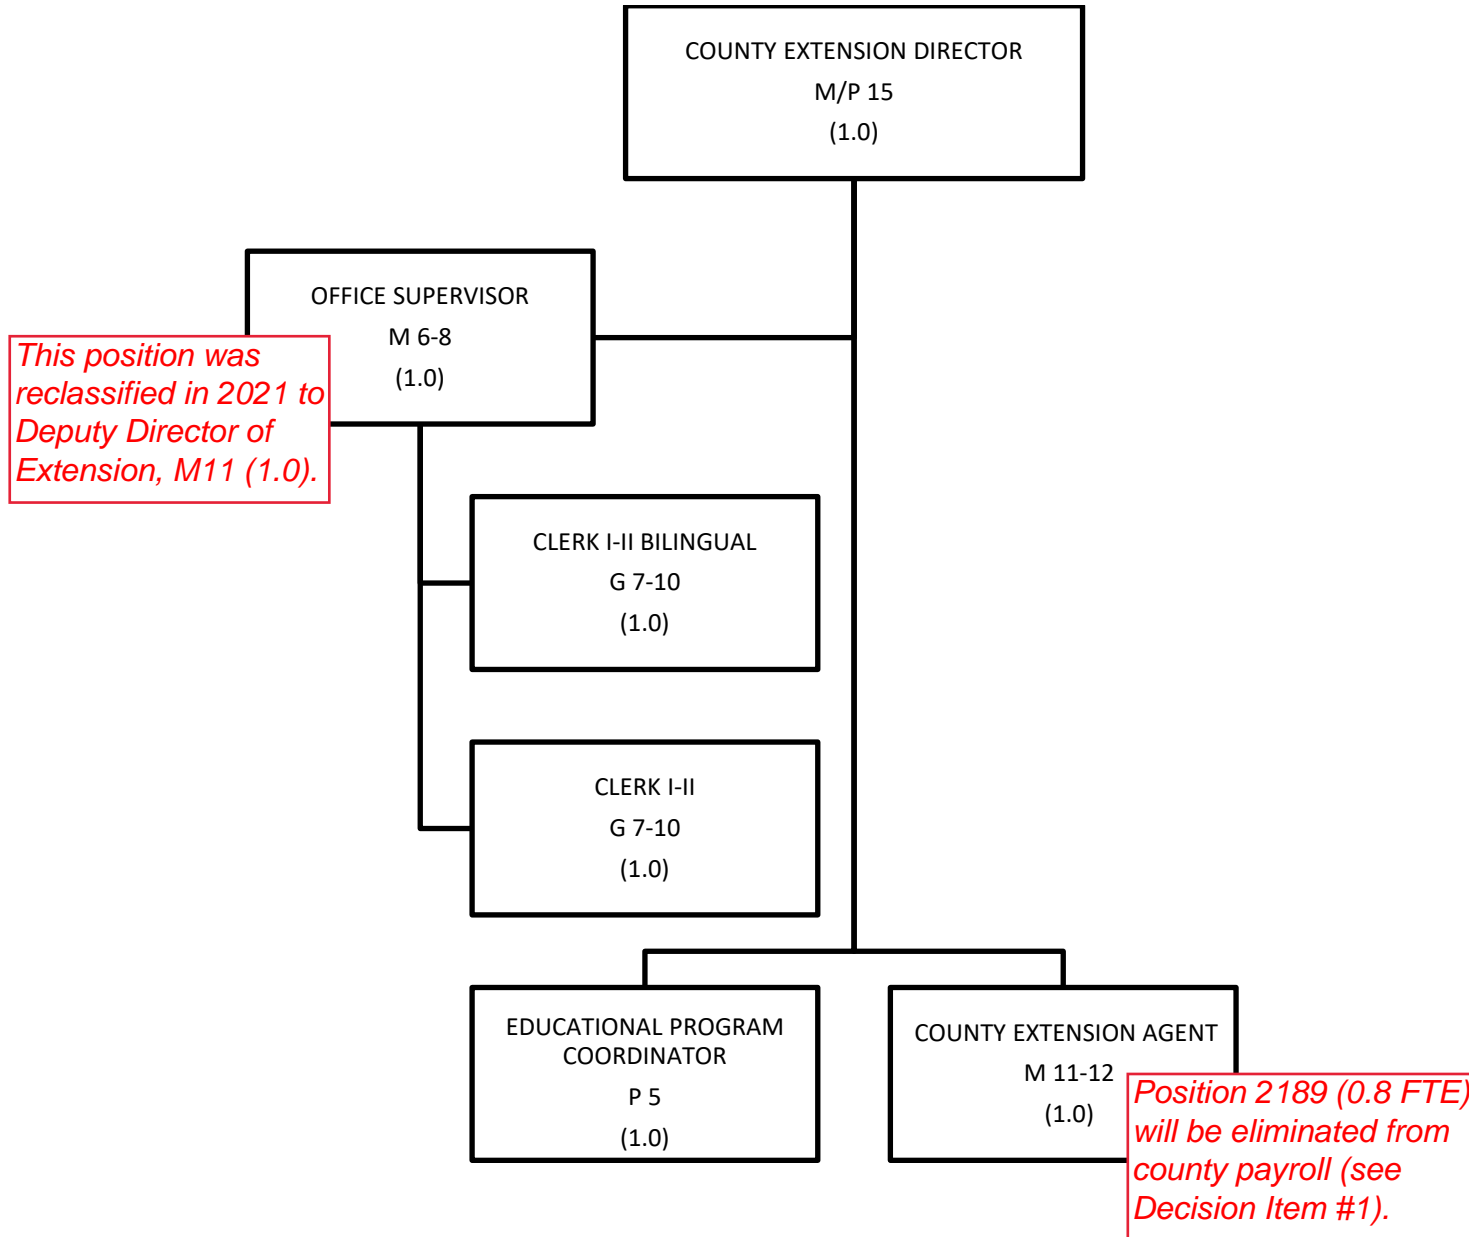 COUNTY EXTENSION DIRECTOR
M/P 15
(1.0)
OFFICE SUPERVISOR
M 6-8
(1.0)
This position was
reclassified in 2021 to
Deputy Director of
Extension, M11 (1.0).
CLERK I-II BILINGUAL
G 7-10
(1.0)
CLERK I-II
G 7-10
(1.0)
EDUCATIONAL PROGRAM
COORDINATOR
P 5
(1.0)
COUNTY EXTENSION AGENT
M 11-12
(1.0)
Position 2189 (0.8 FTE)
will be eliminated from
county payroll (see
Decision Item #1).